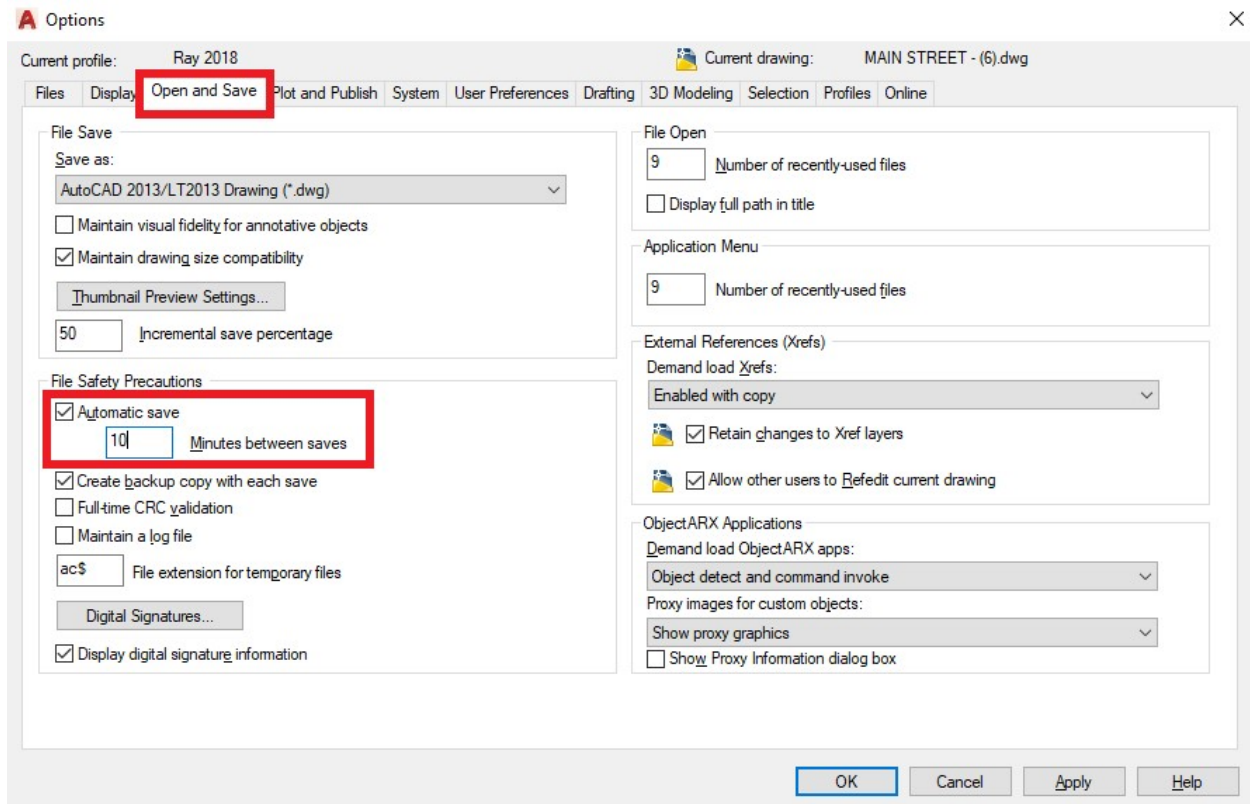 Options
Current profile: Ray 2018 Current drawing: MAIN STREET - (6).dwg
Files Display Open and Save Plot and Publish System User Preferences Drafting 3D Modeling Selection Profiles Online
File Save
Save as:
AutoCAD 2013/LT2013 Drawing (*.dwg)
Maintain visual fidelity for annotative objects
Maintain drawing size compatibility
Thumbnail Preview Settings...
50 Incremental save percentage
File Safety Precautions
Automatic save
10 Minutes between saves
Create backup copy with each save
Full-time CRC validation
Maintain a log file
ac$ File extension for temporary files
Digital Signatures...
Display digital signature information
File Open
9 Number of recently-used files
Display full path in title
Application Menu
9 Number of recently-used files
External References (Xrefs)
Demand load Xrefs:
Enabled with copy
Retain changes to Xref layers
Allow other users to Refedit current drawing
ObjectARX Applications
Demand load ObjectARX apps:
Object detect and command invoke
Proxy images for custom objects:
Show proxy graphics
Show Proxy Information dialog box
OK Cancel Apply Help